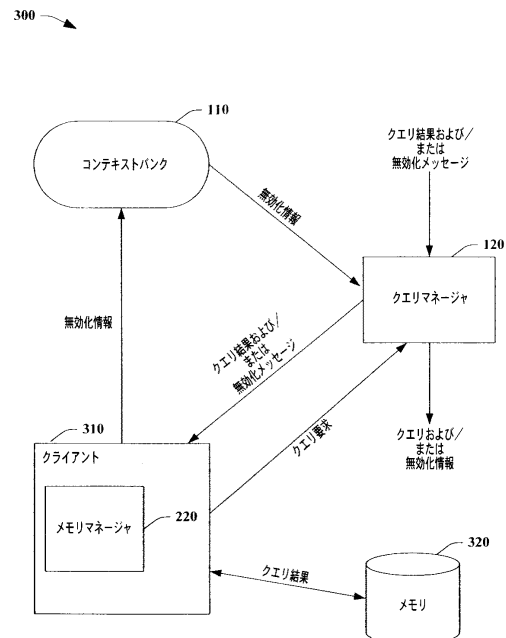 300
110
コンテキストバンク
クエリ結果および/
または
無効化メッセージ
無効化情報
120
クエリマネージャ
無効化情報
クエリ結果および/
または
無効化メッセージ
310
クライアント
クエリ要求
クエリおよび/
または
無効化情報
メモリマネージャ
220
320
クエリ結果
メモリ